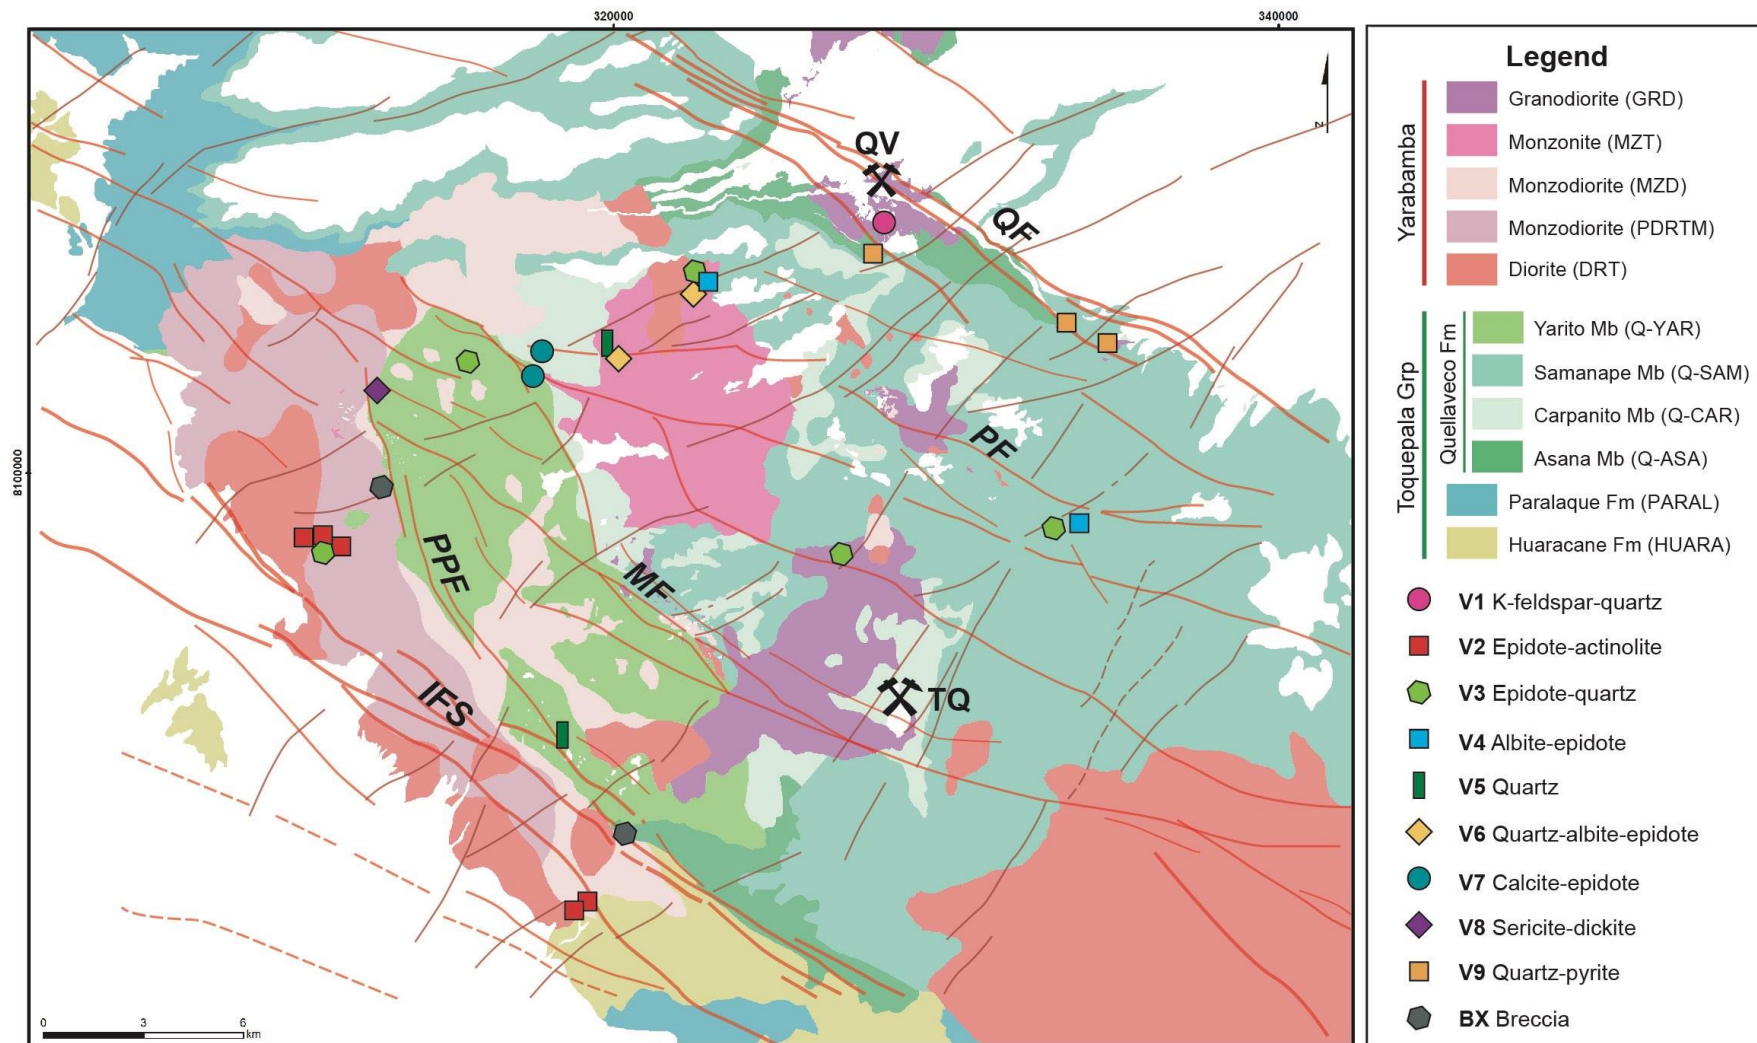 320000
340000
810000
QV
QF
PF
PPF
MF
IFS
TQ
N
0 3 6
km
Legend
Yarabamba
Granodiorite (GRD)
Monzonite (MZT)
Monzodiorite (MZD)
Monzodiorite (PDRTM)
Diorite (DRT)
Toquepala Grp
Quellaveco Fm
Yarito Mb (Q-YAR)
Samanape Mb (Q-SAM)
Carpanito Mb (Q-CAR)
Asana Mb (Q-ASA)
Paralaque Fm (PARAL)
Huaracane Fm (HUARA)
V1 K-feldspar-quartz
V2 Epidote-actinolite
V3 Epidote-quartz
V4 Albite-epidote
V5 Quartz
V6 Quartz-albite-epidote
V7 Calcite-epidote
V8 Sericite-dickite
V9 Quartz-pyrite
BX Breccia